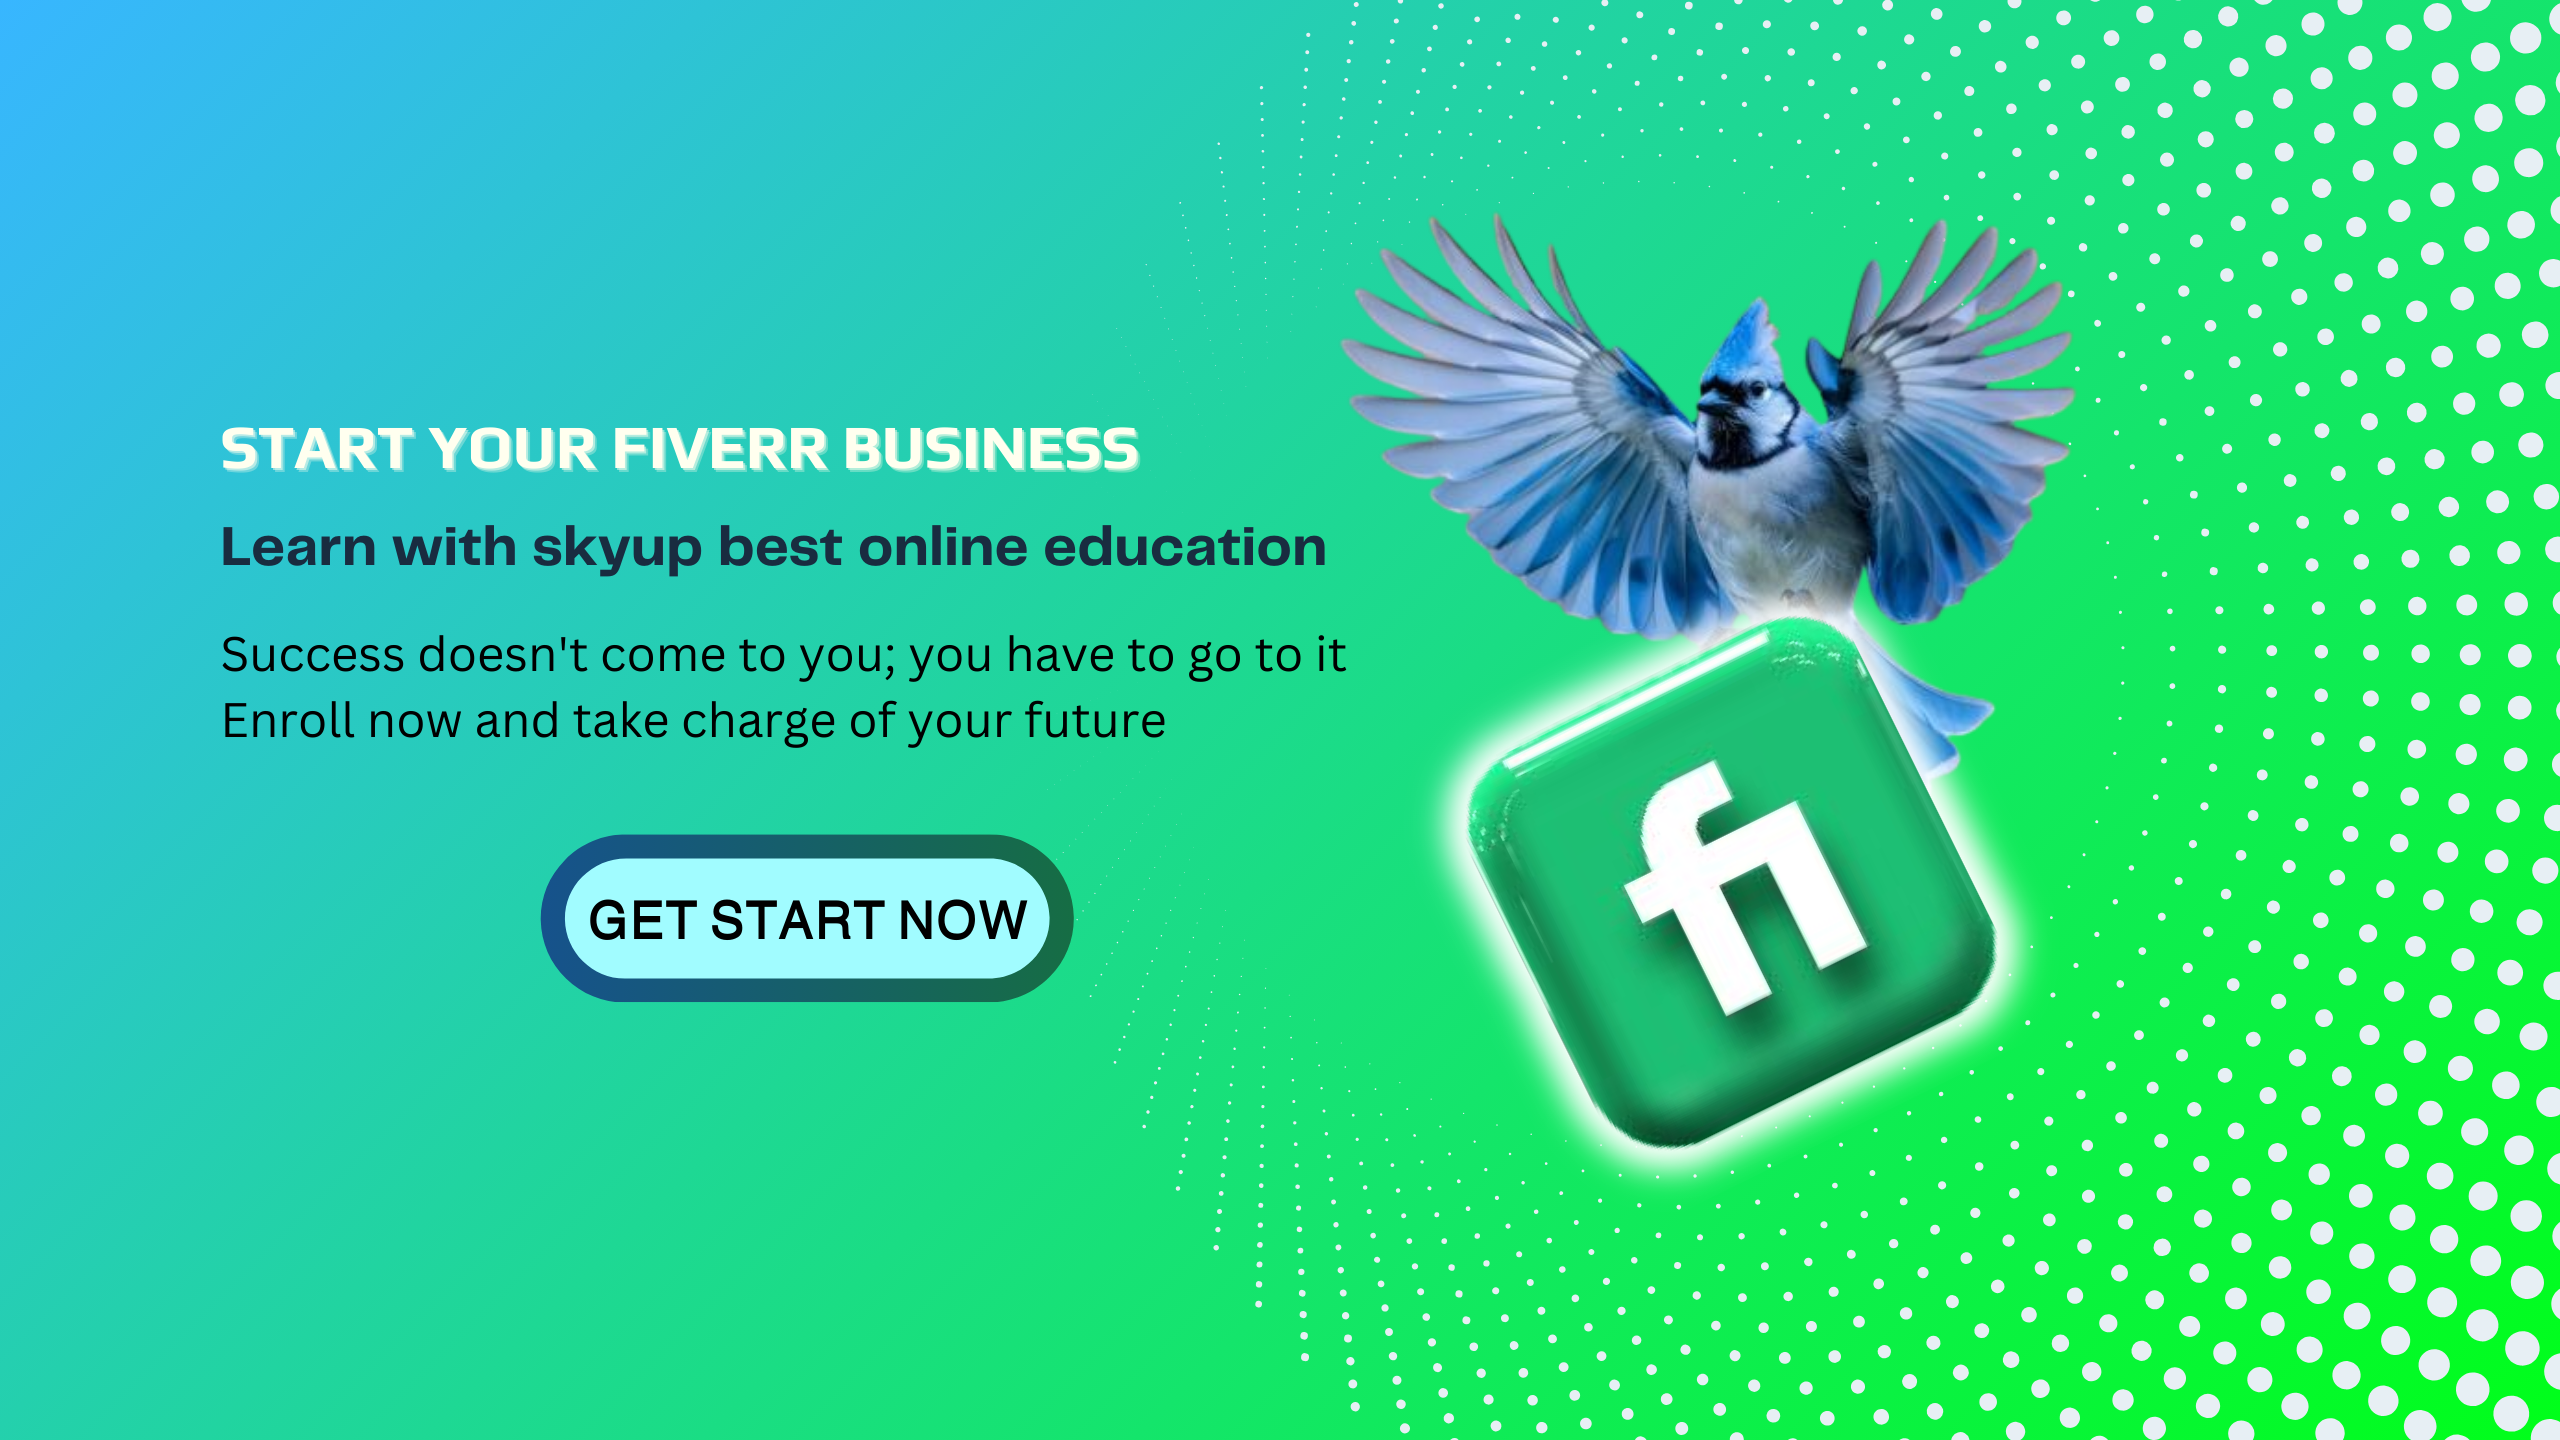 START YOUR FIVERR BUSINESS
Learn with skyup best online education
Success doesn't come to you; you have to go to it
Enroll now and take charge of your future
GET START NOW
fi